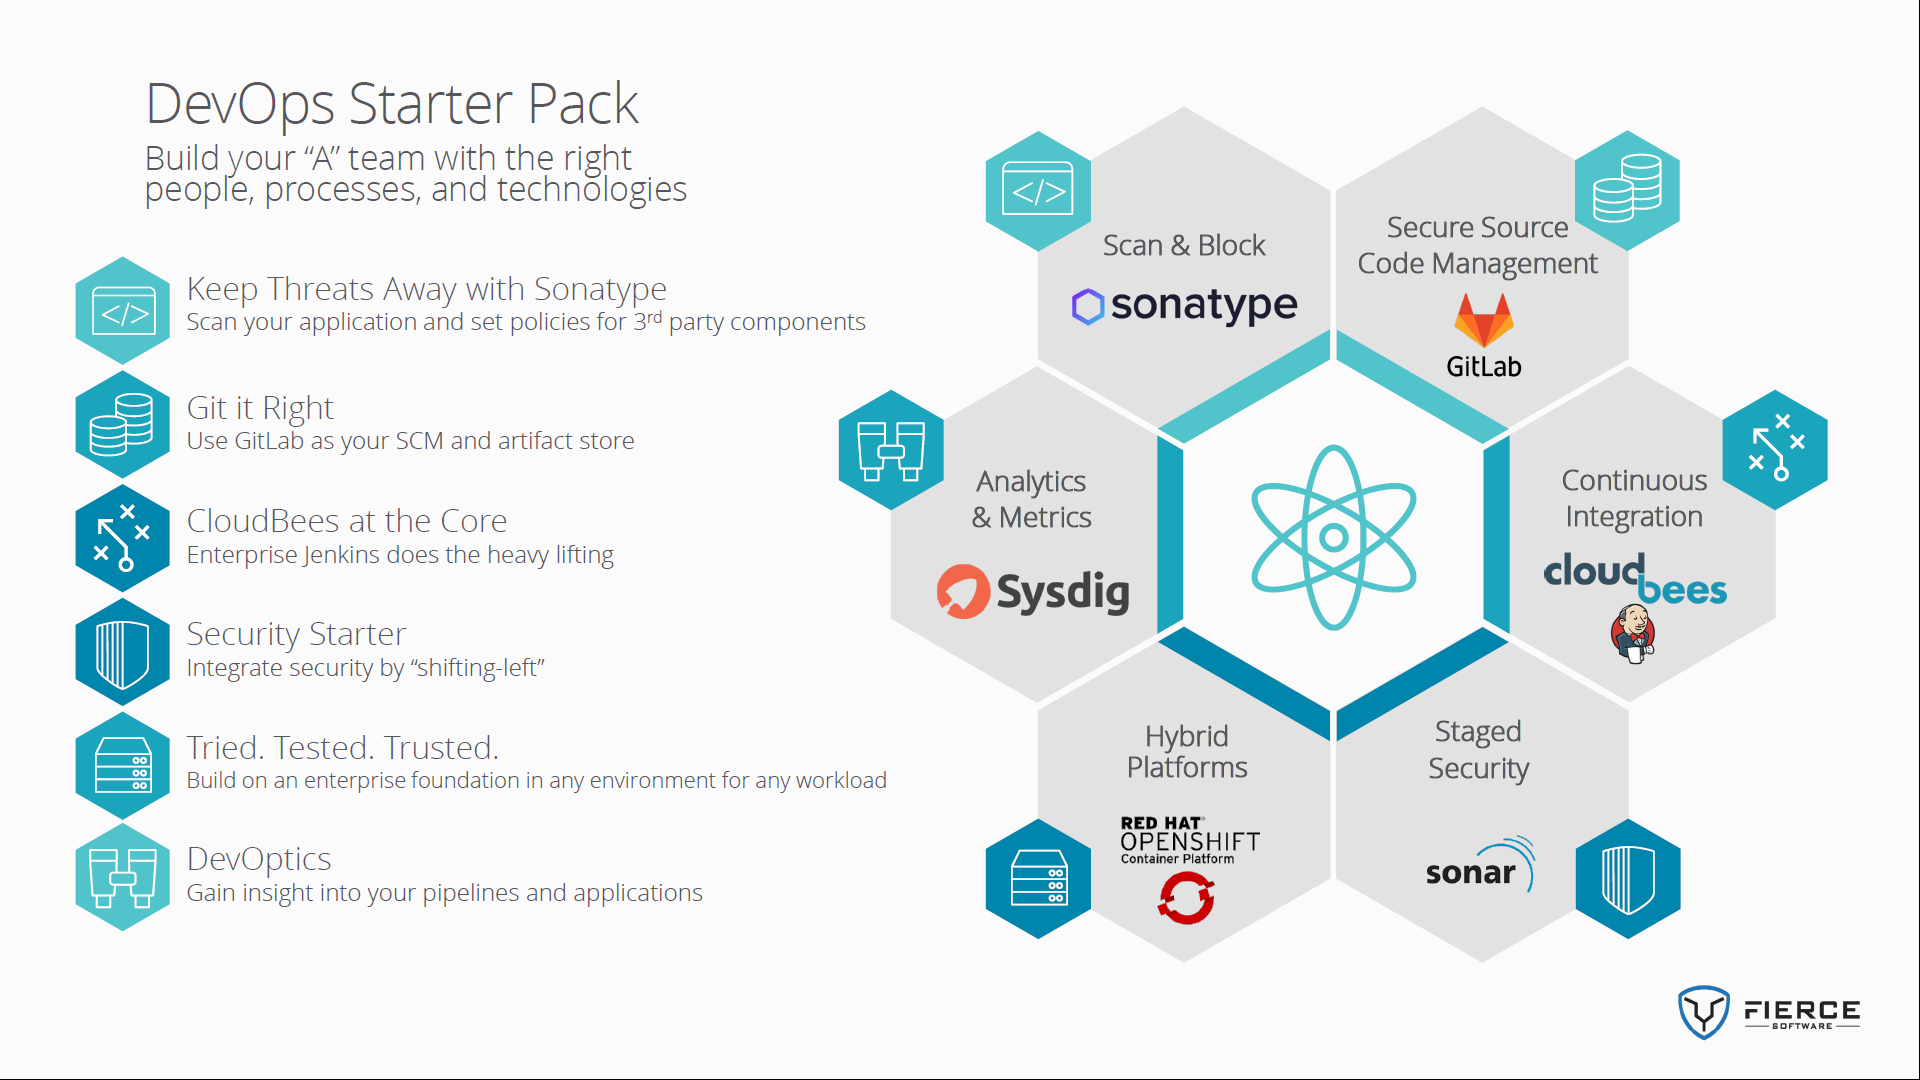 DevOps Starter Pack
Build your “A” team with the right
people, processes, and technologies
Keep Threats Away with Sonatype
Scan your application and set policies for 3rd party components
Git it Right
Use GitLab as your SCM and artifact store
CloudBees at the Core
Enterprise Jenkins does the heavy lifting
Security Starter
Integrate security by “shifting-left”
Tried. Tested. Trusted.
Build on an enterprise foundation in any environment for any workload
DevOptics
Gain insight into your pipelines and applications
</>
</>
Scan & Block
sonatype
Secure Source
Code Management
GitLab
Analytics
& Metrics
Sysdig
Continuous
Integration
cloud
bees
Hybrid
Platforms
RED HAT®
OPENSHIFT
Container Platform
Staged
Security
sonar
FIERCE
SOFTWARE